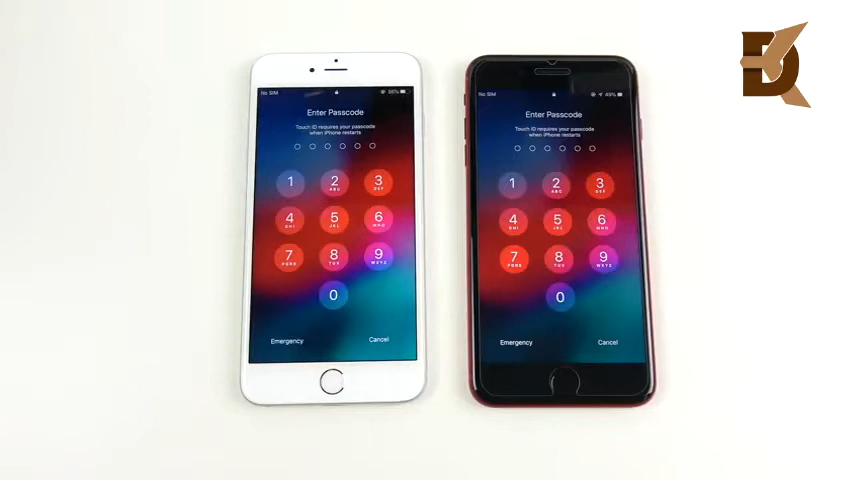 No SIM
38%
Enter Passcode
Touch ID requires your passcode
when iPhone restarts
1
2
ABC
3
DEF
4
GHI
5
JKL
6
MNO
7
PQRS
8
TUV
9
WXYZ
0
Emergency
Cancel
No SIM
49%
Enter Passcode
Touch ID requires your passcode
when iPhone restarts
1
2
ABC
3
DEF
4
GHI
5
JKL
6
MNO
7
PQRS
8
TUV
9
WXYZ
0
Emergency
Cancel
D